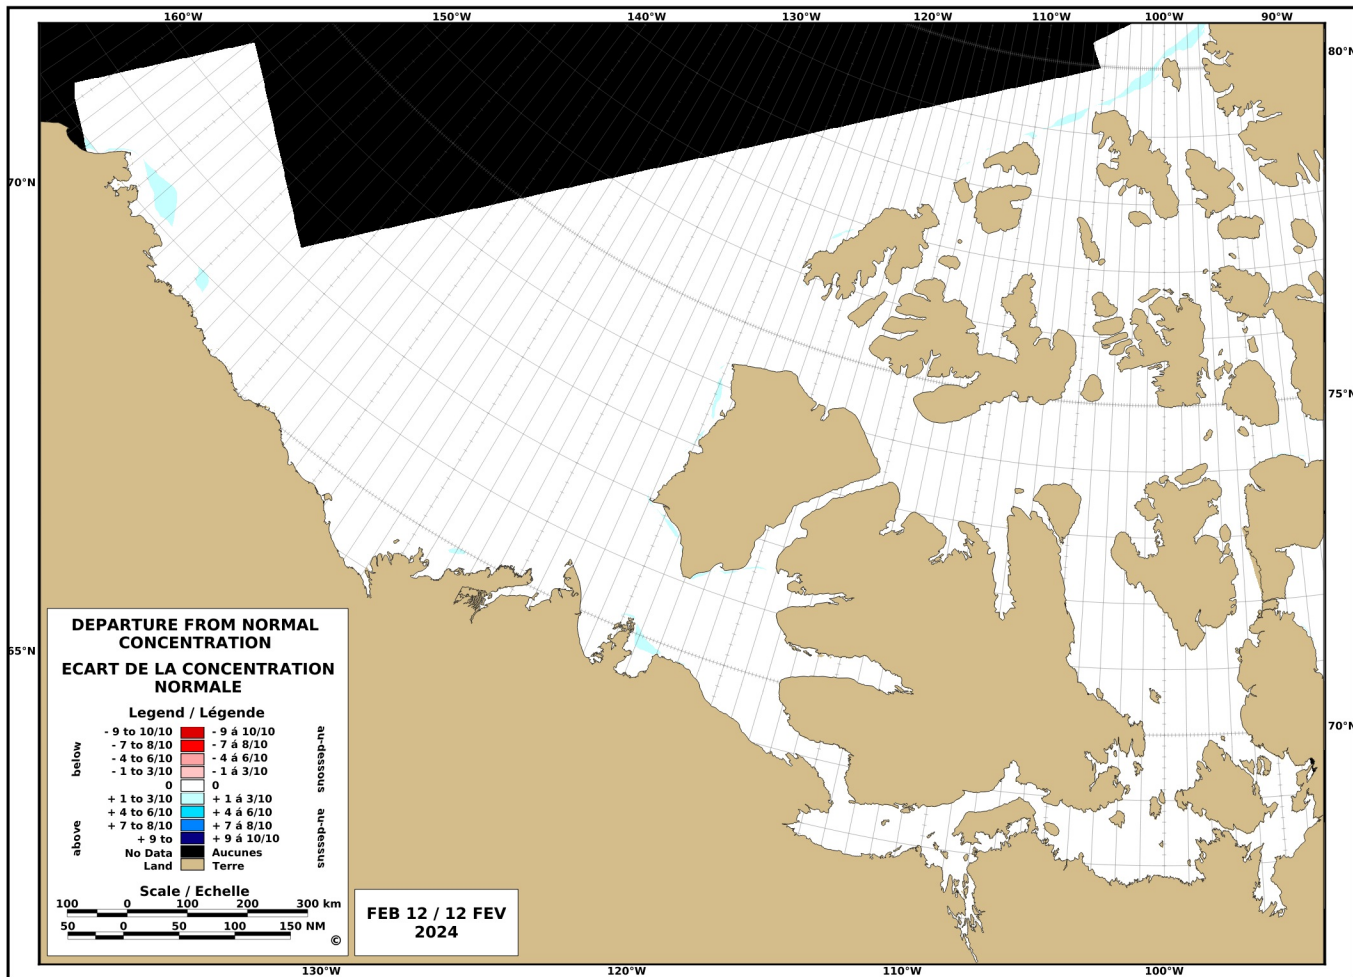 160°W 150°W 140°W 130°W 120°W 110°W 100°W 90°W
80°N
70°N
75°N
65°N
70°N
DEPARTURE FROM NORMAL
CONCENTRATION
ECART DE LA CONCENTRATION
NORMALE
Legend / Légende
below
au-dessous
- 9 to 10/10 - 9 á 10/10
- 7 to 8/10 - 7 á 8/10
- 4 to 6/10 - 4 á 6/10
- 1 to 3/10 - 1 á 3/10
0 0
above
au-dessus
+ 1 to 3/10 + 1 á 3/10
+ 4 to 6/10 + 4 á 6/10
+ 7 to 8/10 + 7 á 8/10
+ 9 to + 9 á 10/10
No Data Aucunes
Land Terre
Scale / Echelle
100 0 100 200 300 km
50 0 50 100 150 NM
©
FEB 12 / 12 FEV
2024
130°W 120°W 110°W 100°W